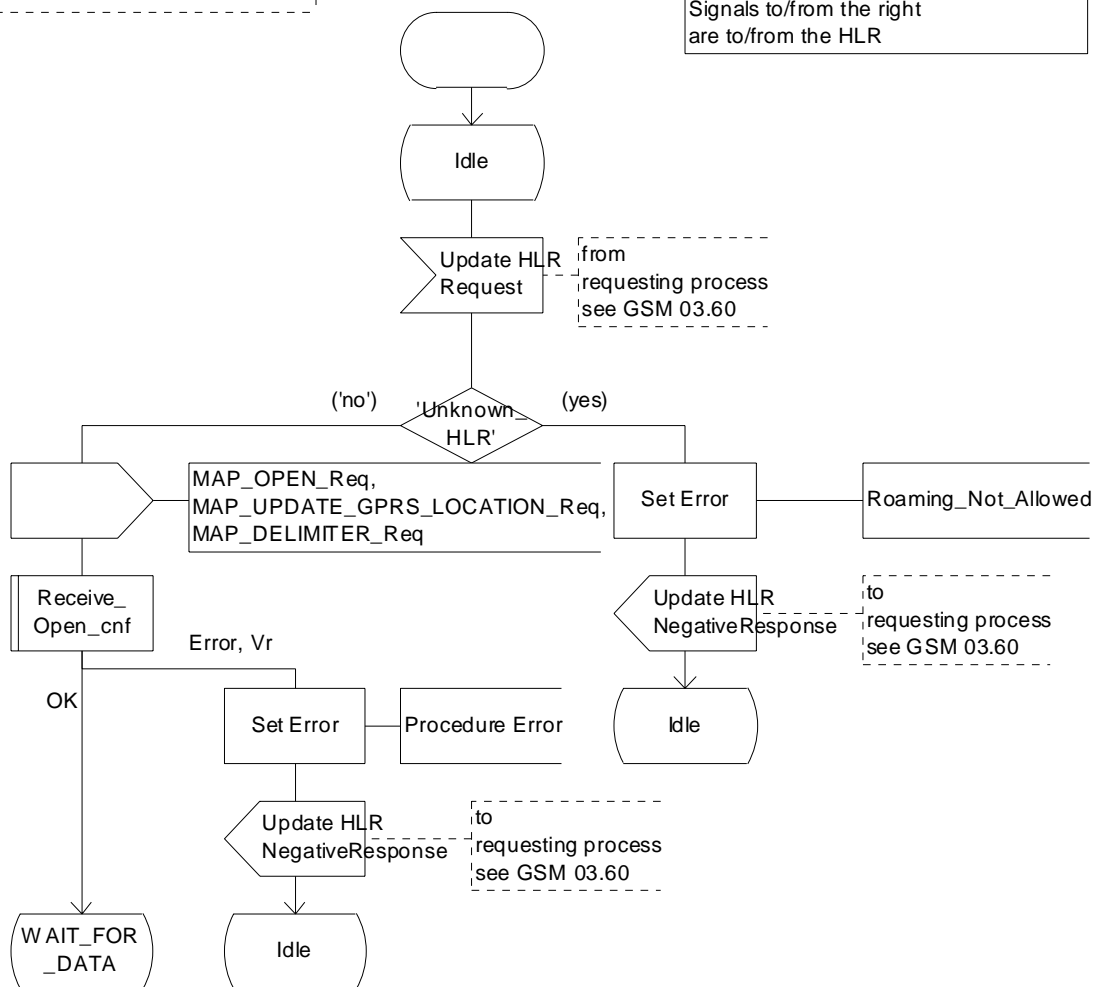 Signals to/from the right
are to/from the HLR
Idle
Update HLR
Request
from
requesting process
see GSM 03.60
('no')
'Unknown_
HLR'
(yes)
MAP_OPEN_Req,
MAP_UPDATE_GPRS_LOCATION_Req,
MAP_DELIMITER_Req
Set Error
Roaming_Not_Allowed
Receive_
Open_cnf
Update HLR
NegativeResponse
to
requesting process
see GSM 03.60
Error, Vr
OK
Set Error
Procedure Error
Idle
Update HLR
NegativeResponse
to
requesting process
see GSM 03.60
WAIT_FOR
_DATA
Idle